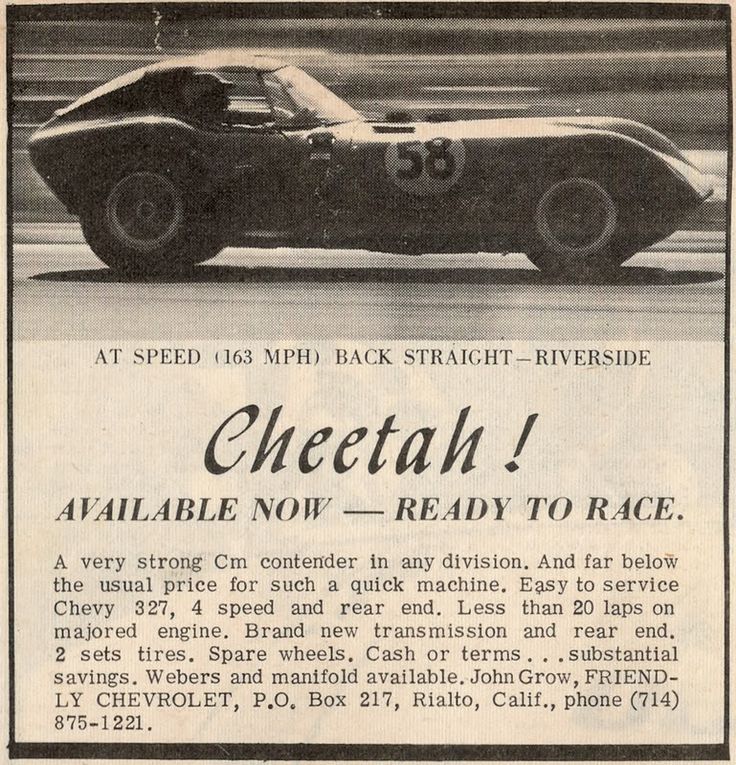 58
AT SPEED (163 MPH) BACK STRAIGHT—RIVERSIDE
Cheetah!
AVAILABLE NOW — READY TO RACE.
A very strong Cm contender in any division. And far below
the usual price for such a quick machine. Easy to service
Chevy 327, 4 speed and rear end. Less than 20 laps on
majored engine. Brand new transmission and rear end.
2 sets tires. Spare wheels. Cash or terms...substantial
savings. Webers and manifold available. John Grow, FRIEND-
LY CHEVROLET, P.O. Box 217, Rialto, Calif., phone (714)
875-1221.